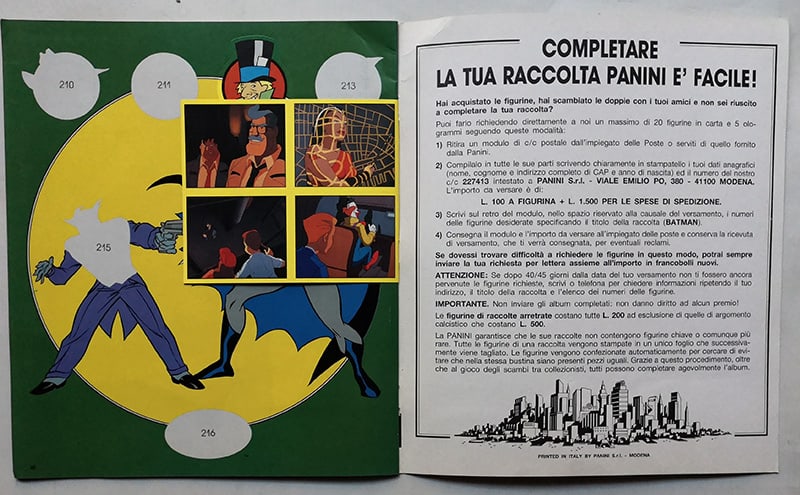 210
211
213
215
216
COMPLETARE
LA TUA RACCOLTA PANINI E' FACILE!
Hai acquistato le figurine, hai scambiato le doppie con i tuoi amici e non sei riuscito
a completare la tua raccolta?
Puoi farlo richiedendo direttamente a noi un massimo di 20 figurine in carta e 5 olo-
grammi seguendo queste modalità:
1) Ritira un modulo di c/c postale dall'impiegato delle Poste o serviti di quello fornito
dalla Panini.
2) Compilalo in tutte le sue parti scrivendo chiaramente in stampatello i tuoi dati anagrafici
(nome, cognome e indirizzo completo di CAP e anno di nascita) ed il numero del nostro
c/c 227413 intestato a PANINI S.r.l. - VIALE EMILIO PO, 380 - 41100 MODENA.
L'importo da versare è di:
L. 100 A FIGURINA + L. 1.500 PER LE SPESE DI SPEDIZIONE.
3) Scrivi sul retro del modulo, nello spazio riservato alla causale del versamento, i numeri
delle figurine desiderate specificando il titolo della raccolta (BATMAN).
4) Consegna il modulo e l'importo da versare all'impiegato delle poste e conserva la ricevuta
di versamento, che ti verrà consegnata, per eventuali reclami.
Se dovessi trovare difficoltà a richiedere le figurine in questo modo, potrai sempre
inviare la tua richiesta per lettera assieme all'importo in francobolli nuovi.
ATTENZIONE: Se dopo 40/45 giorni dalla data del tuo versamento non ti fossero ancora
pervenute le figurine richieste, scrivi o telefona per chiedere informazioni ripetendo il tuo
indirizzo, il titolo della raccolta e l'elenco dei numeri delle figurine.
IMPORTANTE. Non inviare gli album completati: non danno diritto ad alcun premio!
Le figurine di raccolte arretrate costano tutte L. 200 ad esclusione di quelle di argomento
calcistico che costano L. 500.
La PANINI garantisce che le sue raccolte non contengono figurine chiave o comunque più
rare. Tutte le figurine di una raccolta vengono stampate in un unico foglio che successiva-
mente viene tagliato. Le figurine vengono confezionate automaticamente per cercare di evi-
tare che nella stessa bustina siano presenti pezzi uguali. Grazie a questo procedimento, oltre
che al gioco degli scambi tra collezionisti, tutti possono completare agevolmente l'album.
PRINTED IN ITALY BY PANINI S.r.l. - MODENA